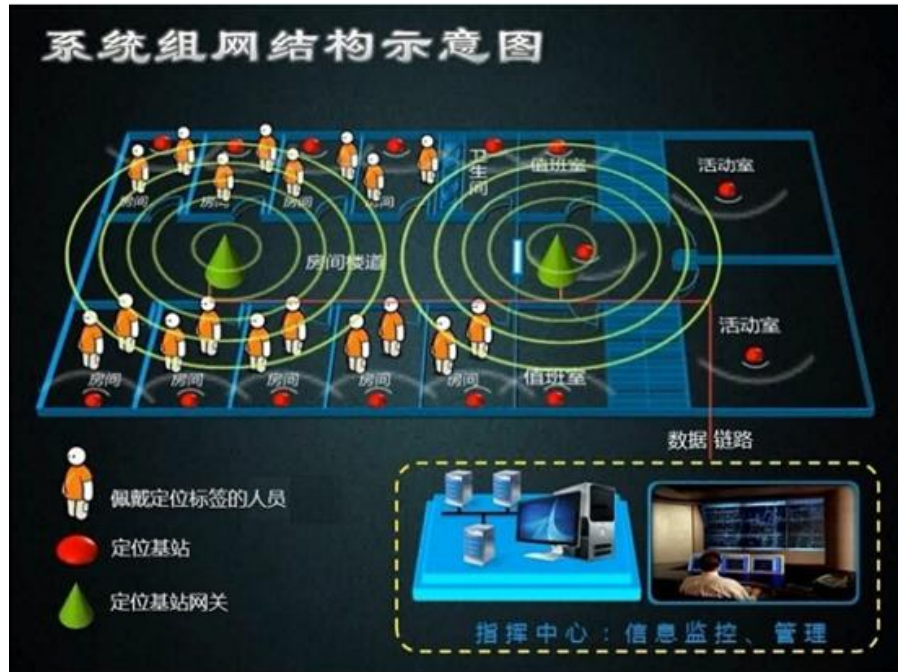 系统组网结构示意图
卫生间
值班室
活动室
房间
房间
房间
房间
房间楼道
活动室
房间
房间
房间
房间
房间
值班室
数据链路
佩戴定位标签的人员
定位基站
定位基站网关
指挥中心：信息监控、管理